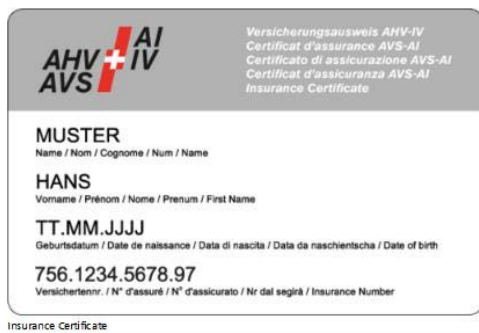 AHV AI
AVS IV
Versicherungsausweis AHV-IV
Certificat d'assurance AVS-AI
Certificato di assicurazione AVS-AI
Certificat d'assicuranza AVS-AI
Insurance Certificate
MUSTER
Name / Nom / Cognome / Num / Name
HANS
Vorname / Prénom / Nome / Prenum / First Name
TT.MM.JJJJ
Geburtsdatum / Date de naissance / Data di nascita / Data da naschientscha / Date of birth
756.1234.5678.97
Versichertennr. / N° d'assuré / N° d'assicurato / Nr dal segirà / Insurance Number
Insurance Certificate